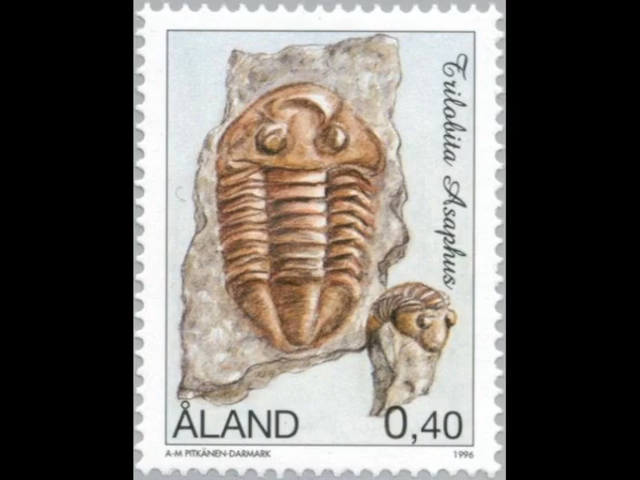 Trilobita Asaphus
ÅLAND
0,40
A-M PITKÄNEN-DARMARK
1996